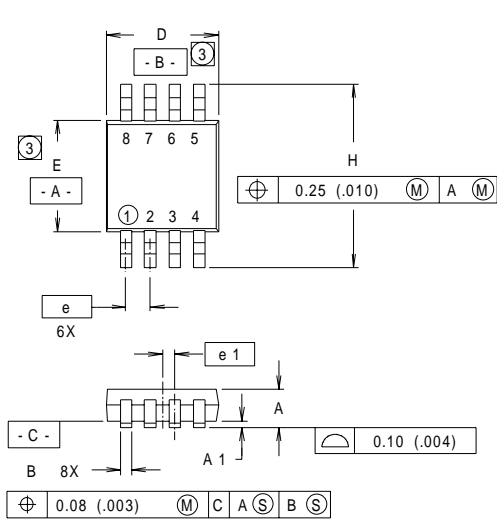 D
- B -
3
8 7 6 5
3
E
H
- A -
⌖ 0.25 (.010) Ⓜ A Ⓜ
① 2 3 4
e
6X
e 1
A
- C -
A 1
⌓ 0.10 (.004)
B 8X
⌖ 0.08 (.003) Ⓜ C A Ⓢ B Ⓢ